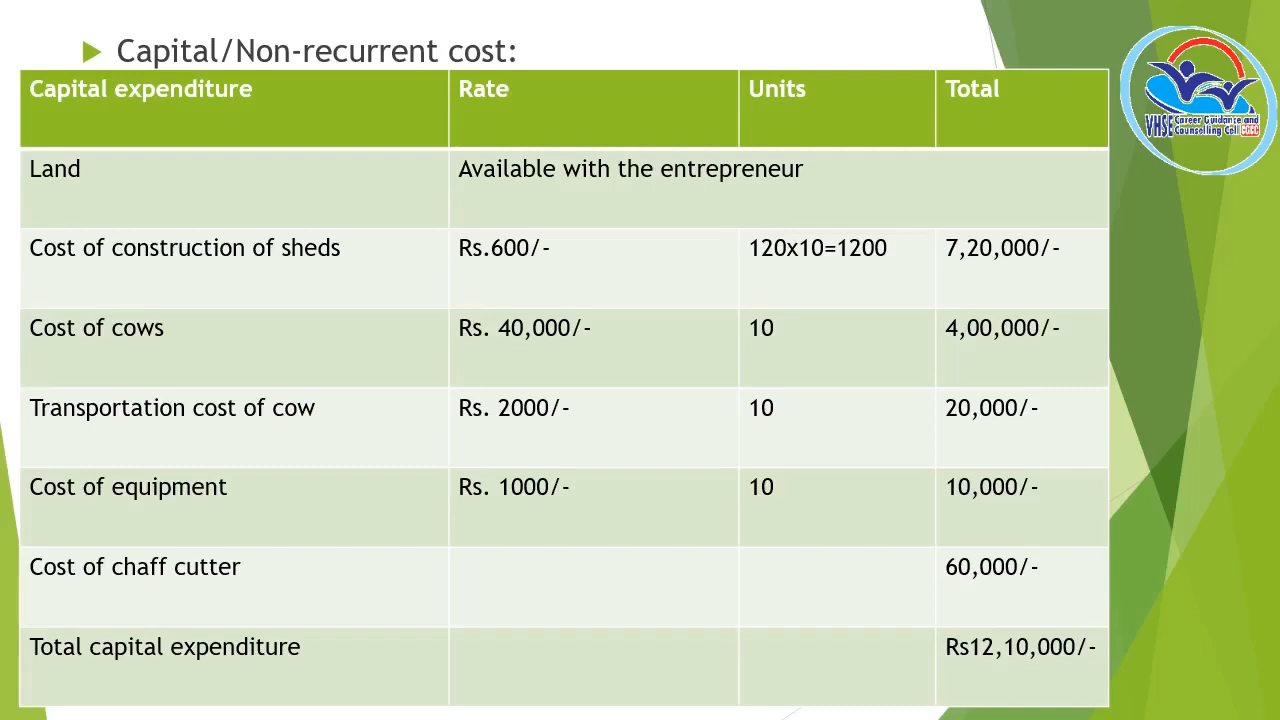 Capital/Non-recurrent cost:
Capital expenditure Rate Units Total
Land Available with the entrepreneur
Cost of construction of sheds Rs.600/- 120x10=1200 7,20,000/-
Cost of cows Rs. 40,000/- 10 4,00,000/-
Transportation cost of cow Rs. 2000/- 10 20,000/-
Cost of equipment Rs. 1000/- 10 10,000/-
Cost of chaff cutter 60,000/-
Total capital expenditure Rs12,10,000/-
VHSE Career Guidance and
Counselling Cell CGCC